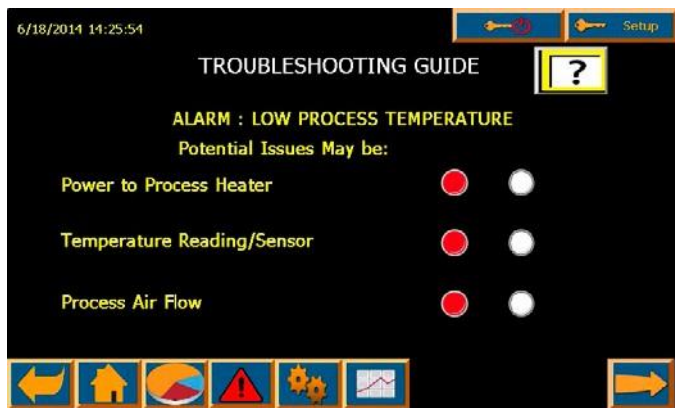 6/18/2014 14:25:54
Setup
TROUBLESHOOTING GUIDE
?
ALARM : LOW PROCESS TEMPERATURE
Potential Issues May be:
Power to Process Heater
Temperature Reading/Sensor
Process Air Flow